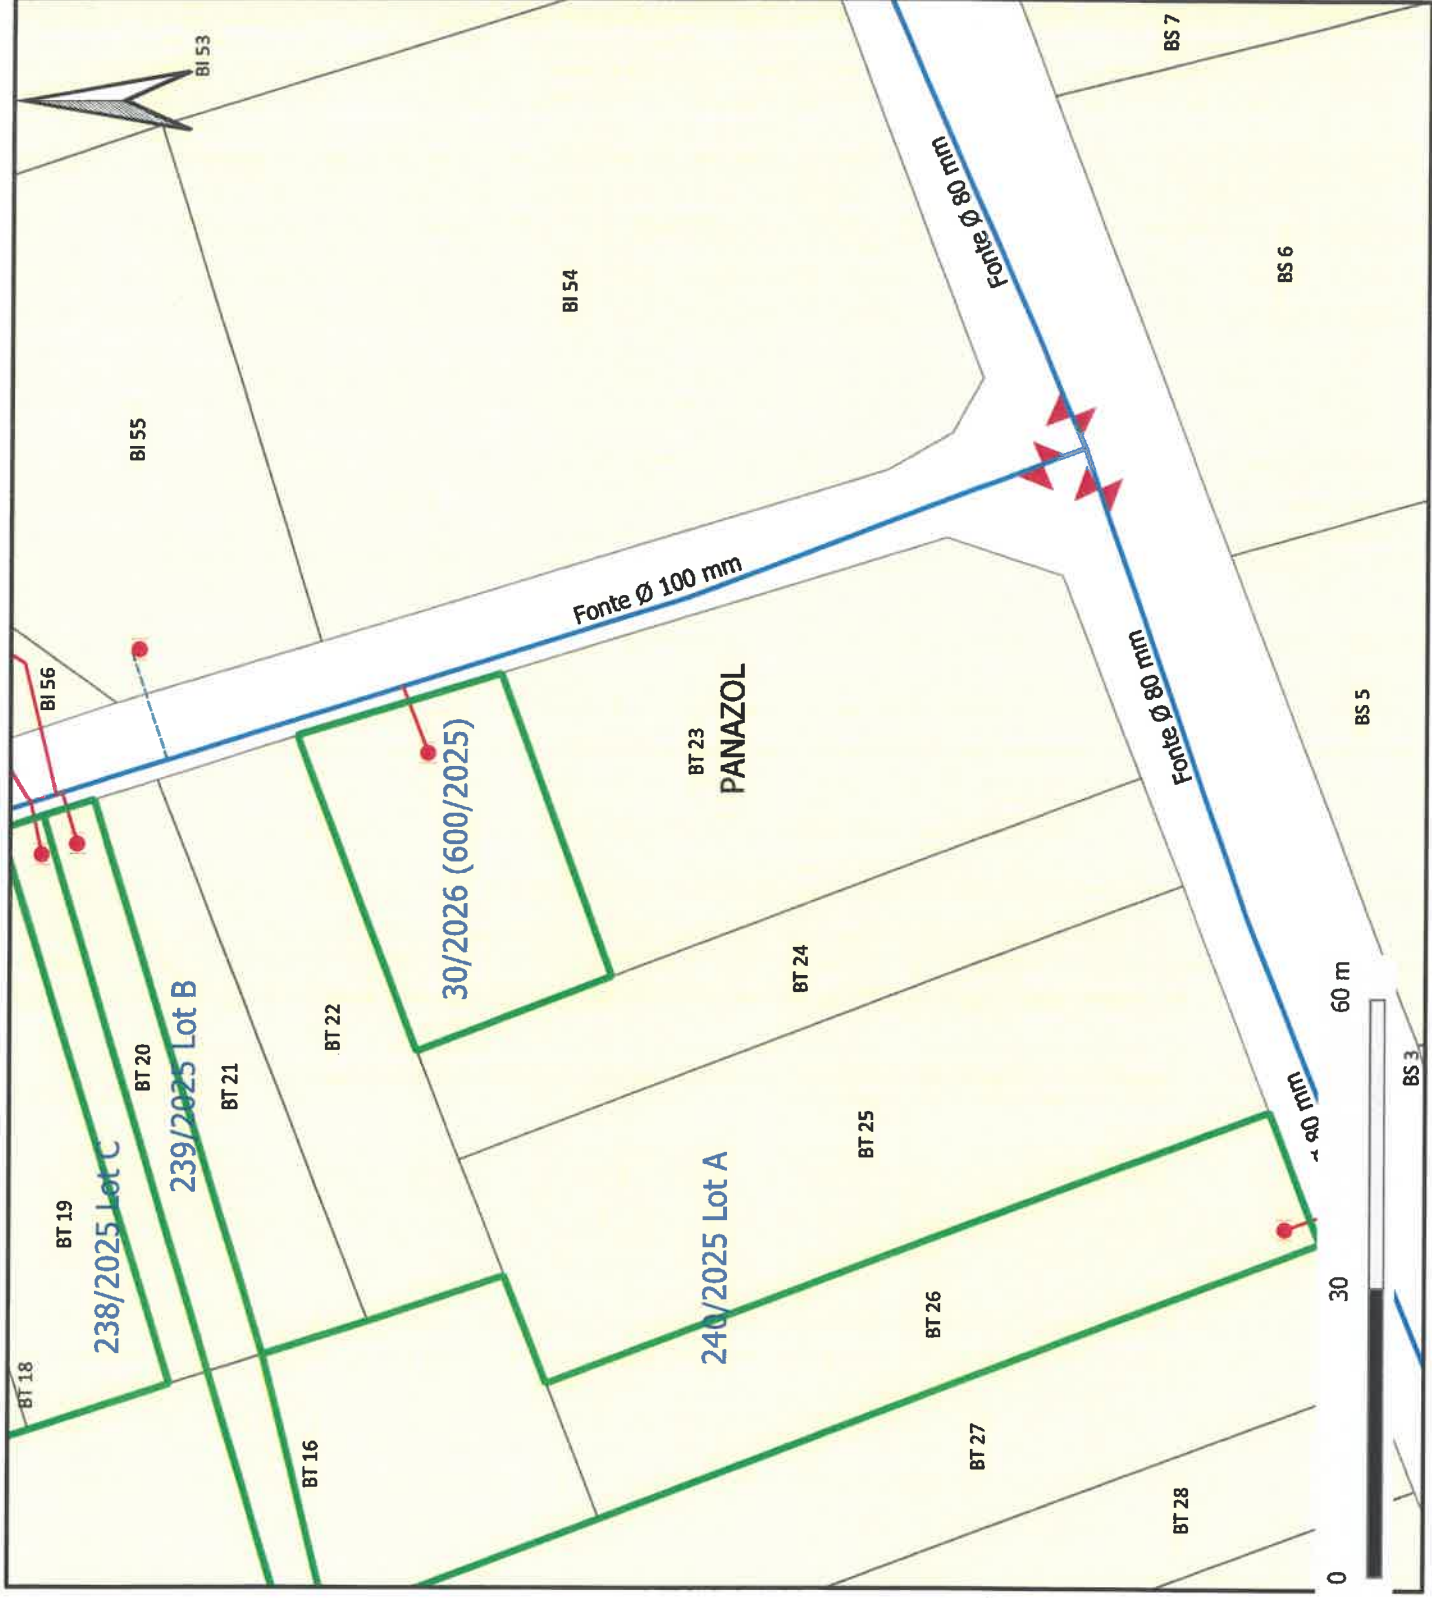 BI 53
BS 7
BI 55
BI 54
Fonte Ø 80 mm
BS 6
BI 56
Fonte Ø 100 mm
30/2026 (600/2025)
BT 23
PANAZOL
Fonte Ø 80 mm
BS 5
BT 22
BT 24
BT 20
239/2025 Lot B
BT 21
BT 19
238/2025 Lot C
BT 25
240/2025 Lot A
80 mm
BS 3
BT 18
BT 16
BT 26
BT 27
BT 28
0
30
60 m